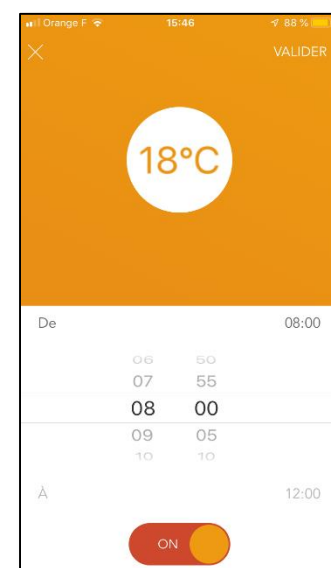 Orange F 15:46 88 %
× VALIDER
18°C
De 08:00
06 50
07 55
08 00
09 05
10 10
À 12:00
ON